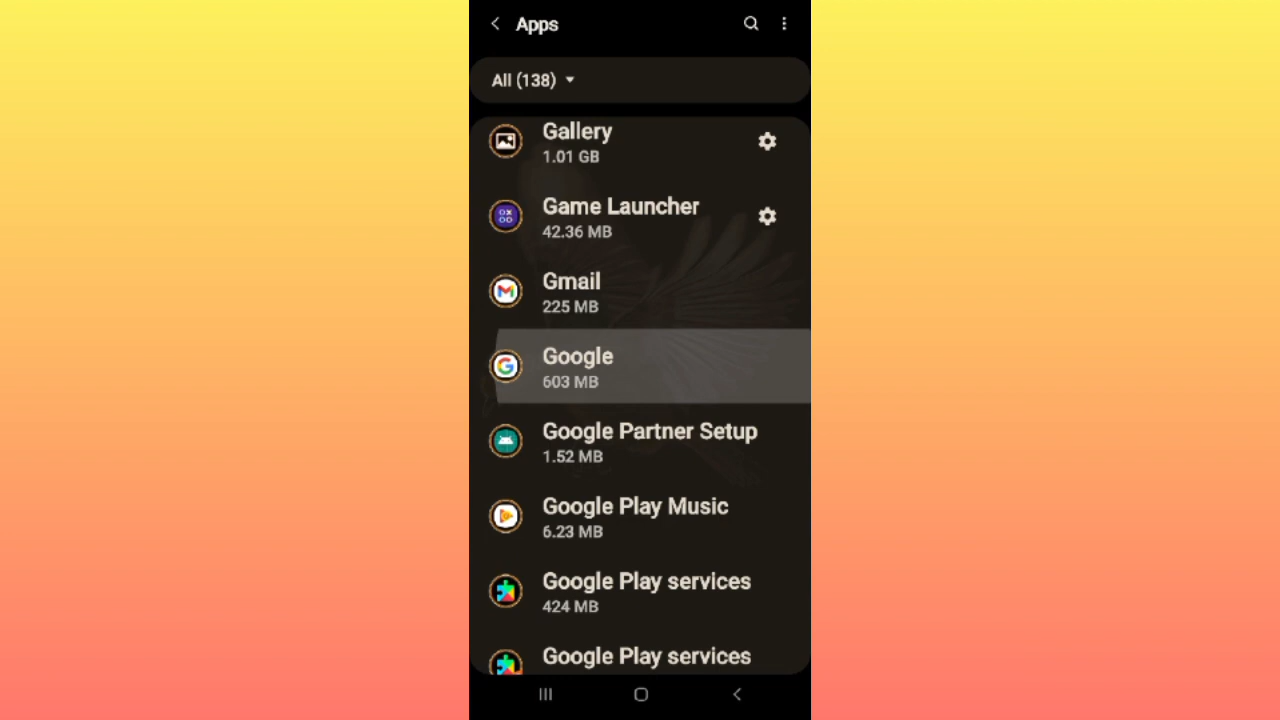 Apps
All (138)
Gallery
1.01 GB
Game Launcher
42.36 MB
Gmail
225 MB
Google
603 MB
Google Partner Setup
1.52 MB
Google Play Music
6.23 MB
Google Play services
424 MB
Google Play services